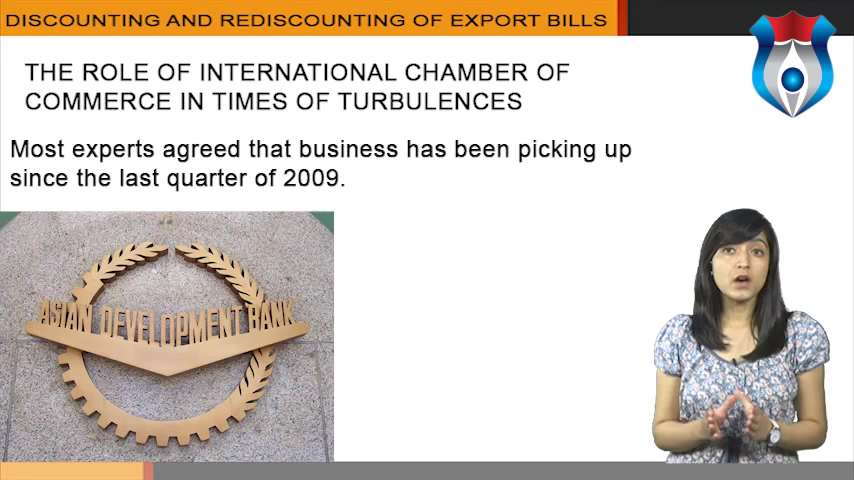 DISCOUNTING AND REDISCOUNTING OF EXPORT BILLS
THE ROLE OF INTERNATIONAL CHAMBER OF
COMMERCE IN TIMES OF TURBULENCES
Most experts agreed that business has been picking up
since the last quarter of 2009.
ASIAN DEVELOPMENT BANK